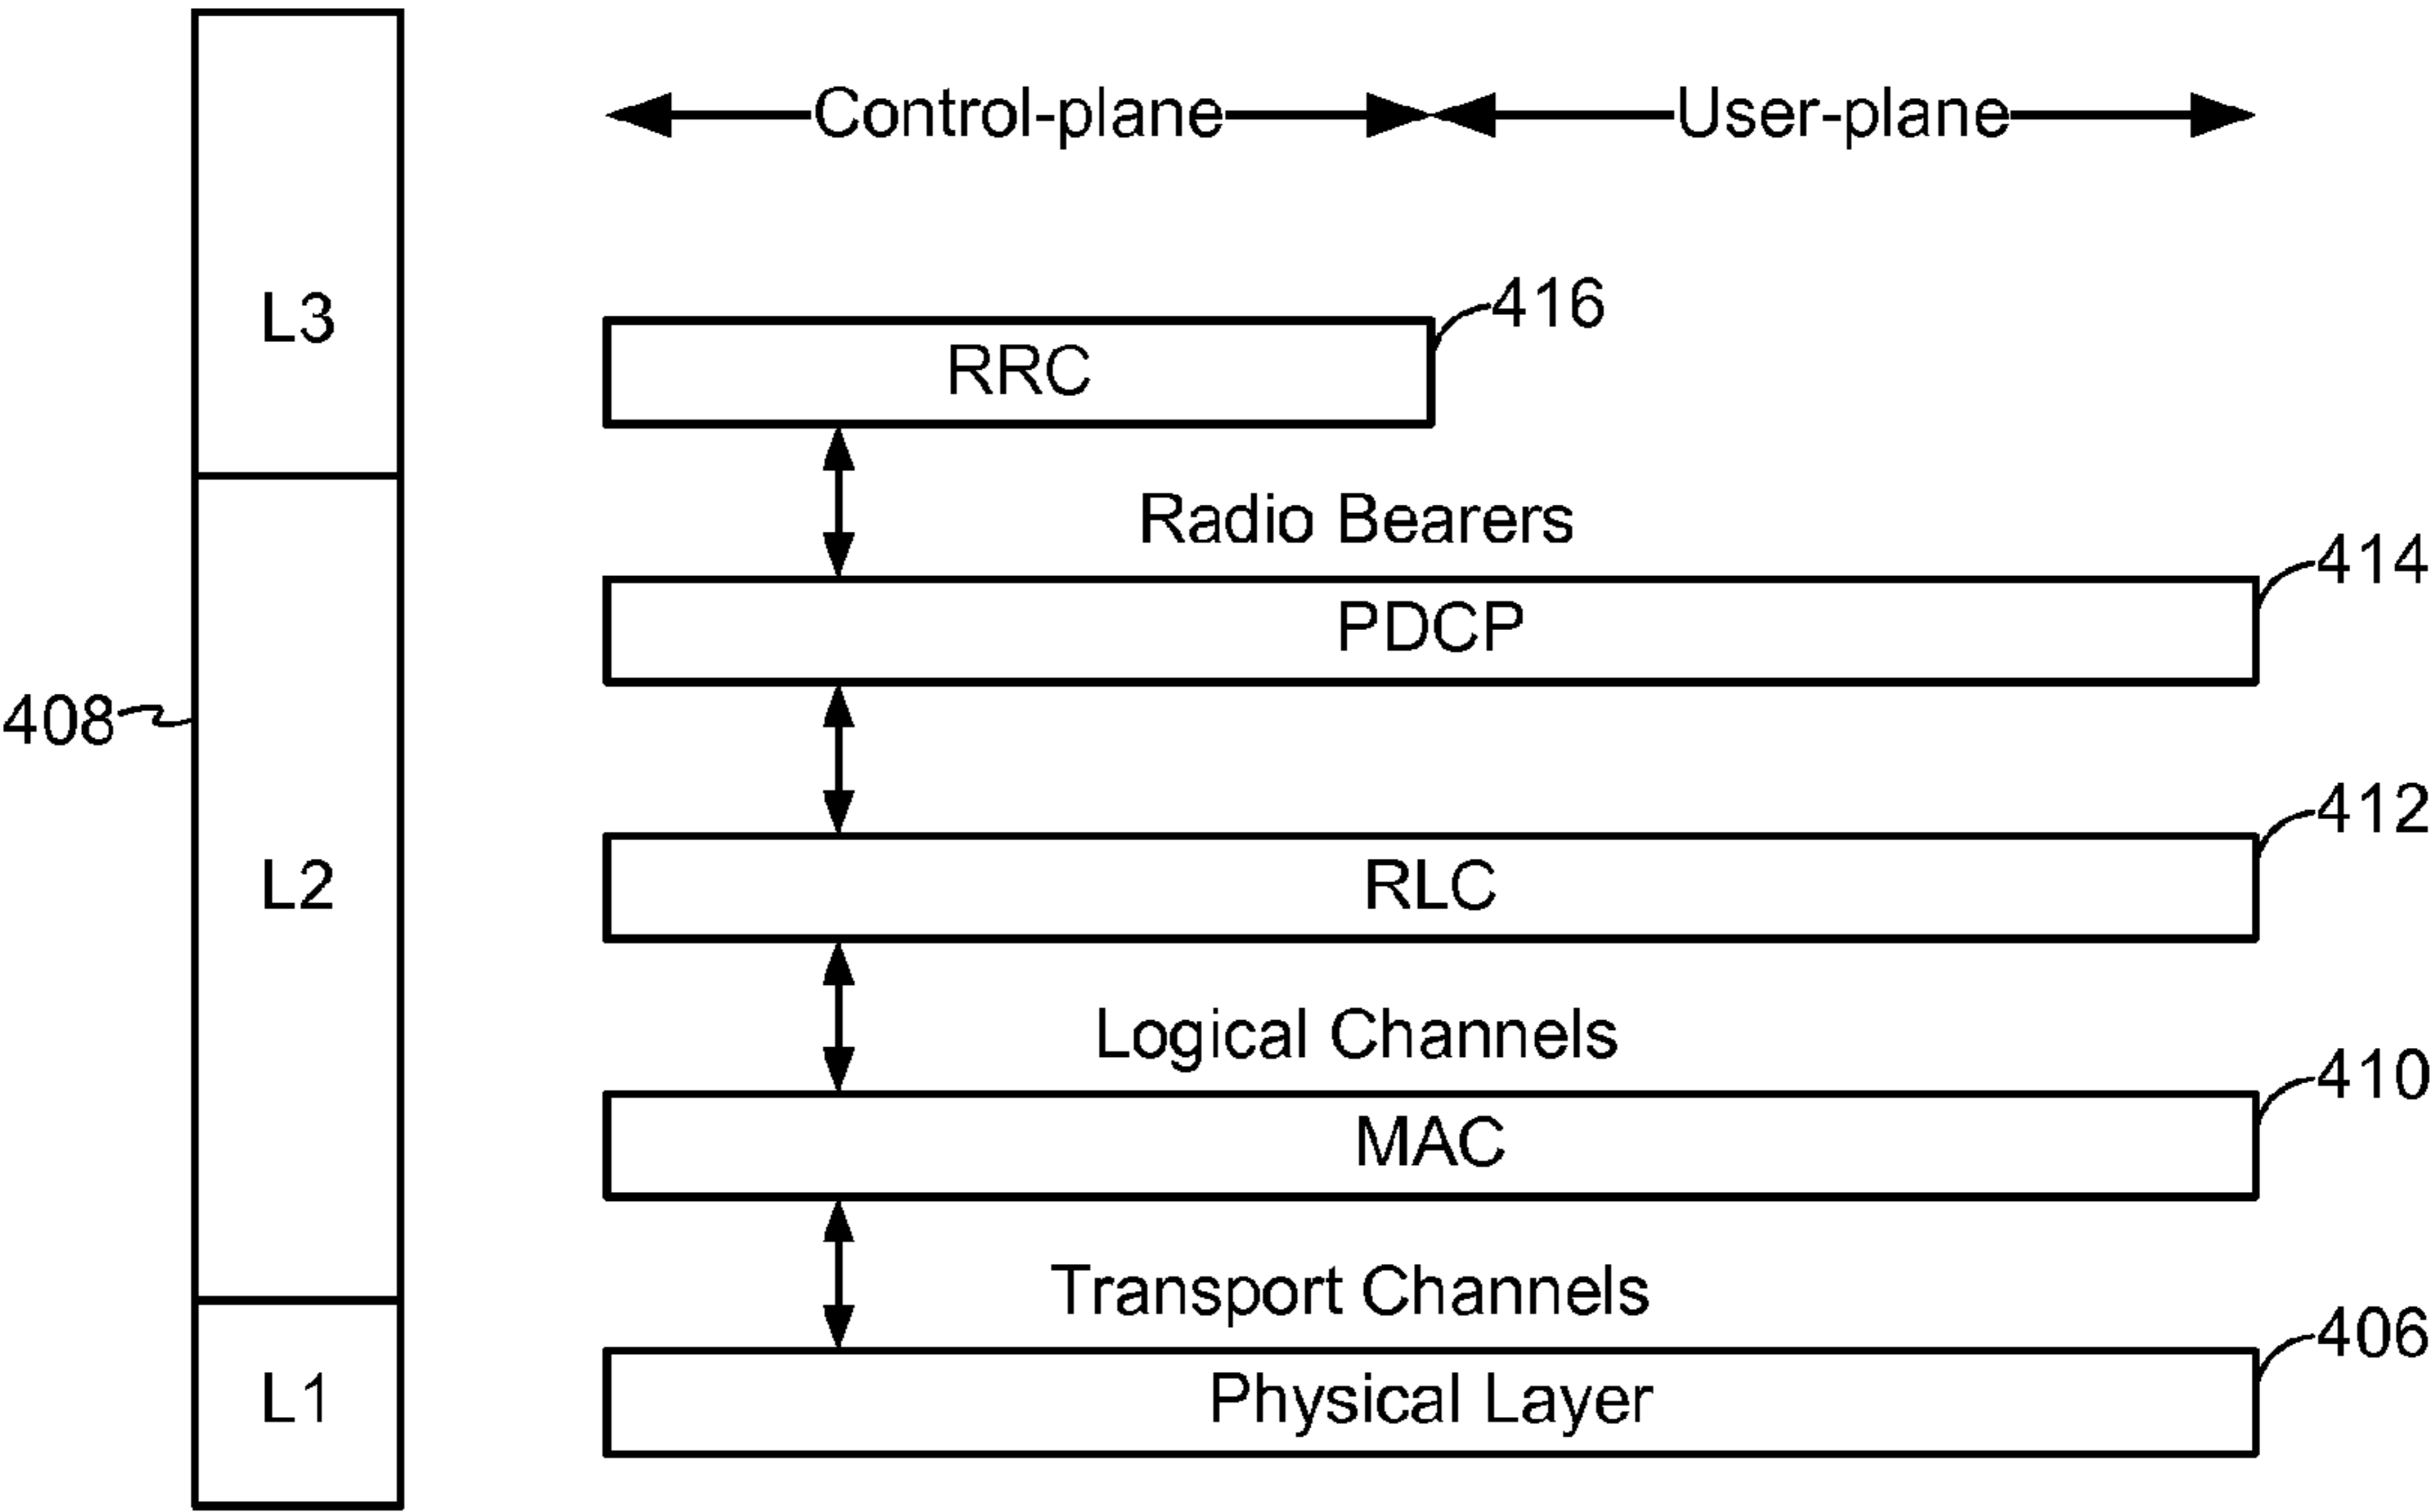 Control-plane User-plane
L3
416
RRC
Radio Bearers
414
PDCP
408
412
L2
RLC
Logical Channels
410
MAC
Transport Channels
406
L1
Physical Layer